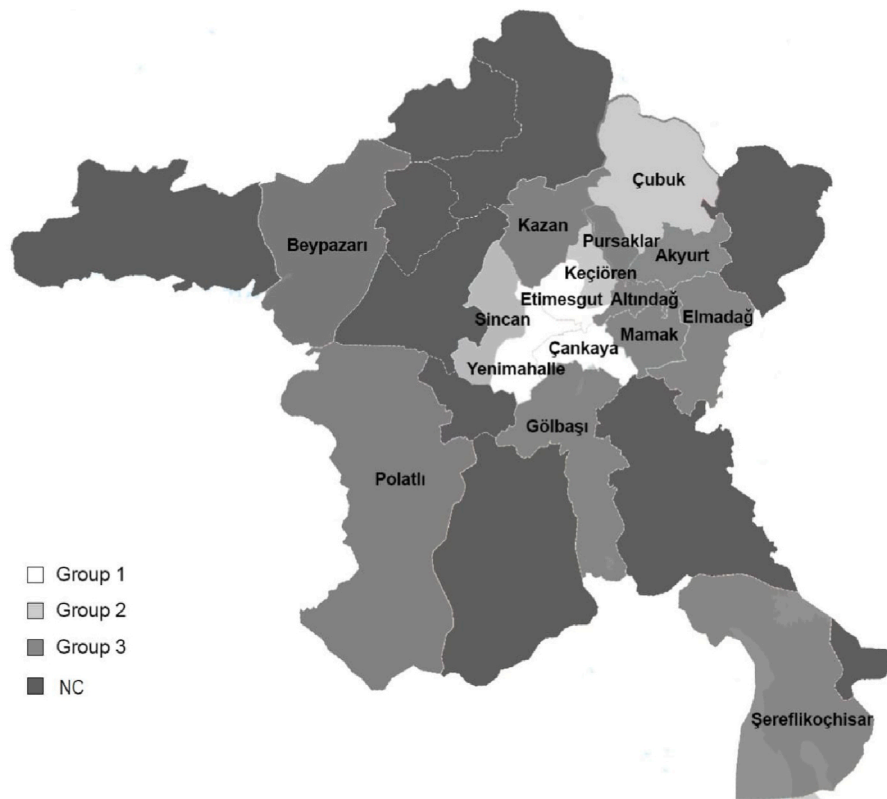 Çubuk
Kazan
Pursaklar
Beypazarı
Akyurt
Keçiören
Etimesgut
Altındağ
Elmadağ
Sincan
Mamak
Çankaya
Yenimahalle
Gölbaşı
Polatlı
Group 1
Group 2
Group 3
NC
Şereflikoçhisar